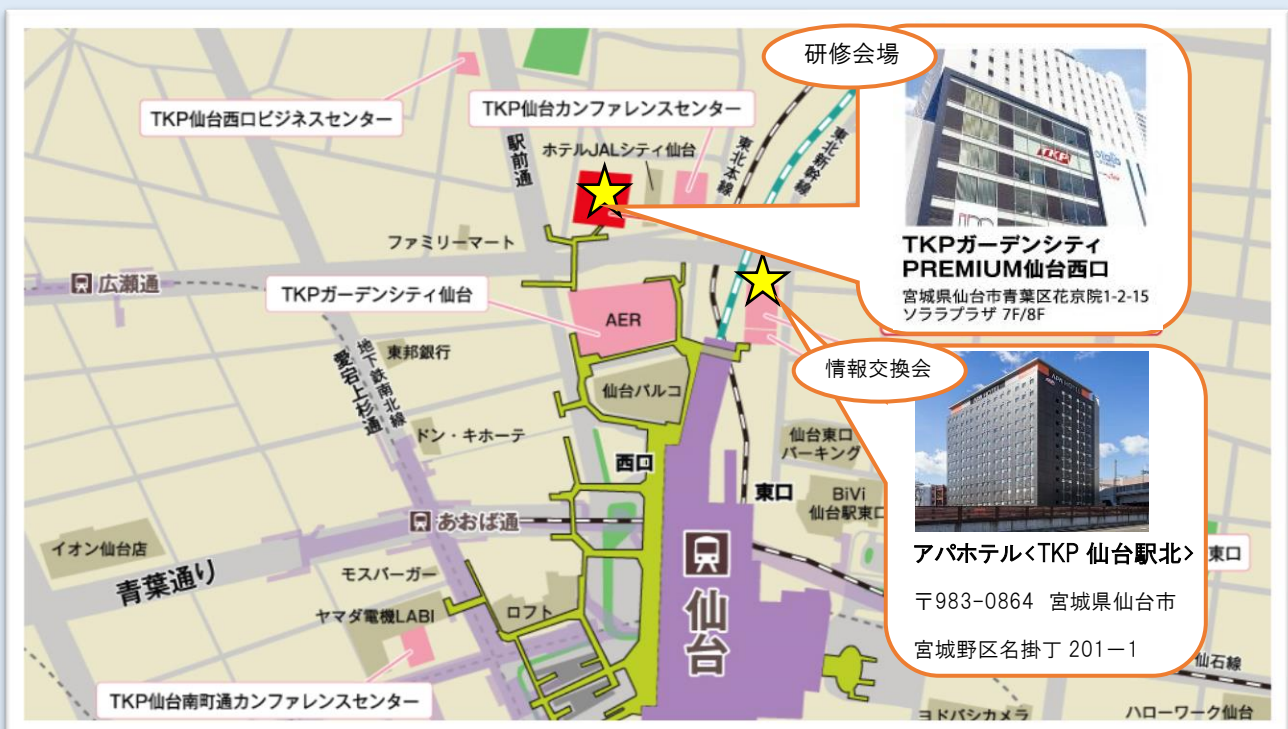 研修会場
TKP仙台西口ビジネスセンター
TKP仙台カンファレンスセンター
ホテルJALシティ仙台
駅前通
東北本線
東北新幹線
TKP
TKPガーデンシティ
PREMIUM仙台西口
宮城県仙台市青葉区花京院1-2-15
ソララプラザ 7F/8F
ファミリーマート
広瀬通
TKPガーデンシティ仙台
AER
東邦銀行
地下鉄南北線
愛宕上杉通
仙台パルコ
情報交換会
APA HOTEL
ドン・キホーテ
西口
仙台東口
パーキング
東口
BiVi
仙台駅東口
あおば通
イオン仙台店
青葉通り
モスバーガー
ヤマダ電機LABI
ロフト
仙台
アパホテル<TKP 仙台駅北>
〒983-0864 宮城県仙台市
宮城野区名掛丁 201－1
東口
仙石線
TKP仙台南町通カンファレンスセンター
ヨドバシカメラ
ハローワーク仙台